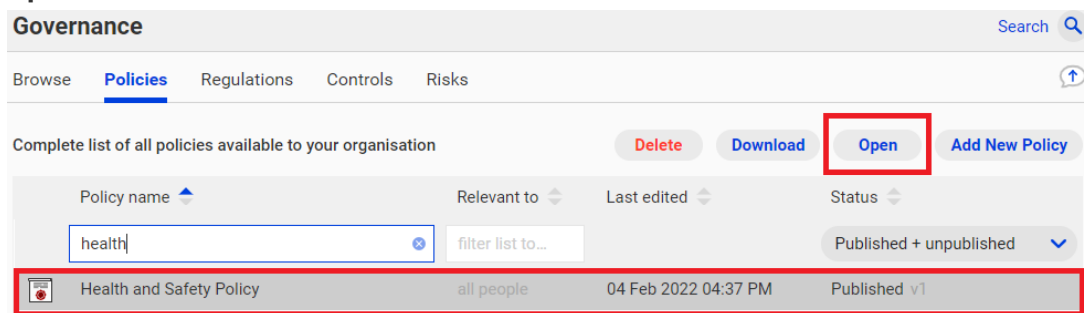 Governance
Search
Browse Policies Regulations Controls Risks
Complete list of all policies available to your organisation
Delete Download Open Add New Policy
Policy name Relevant to Last edited Status
health filter list to... Published + unpublished
Health and Safety Policy all people 04 Feb 2022 04:37 PM Published v1